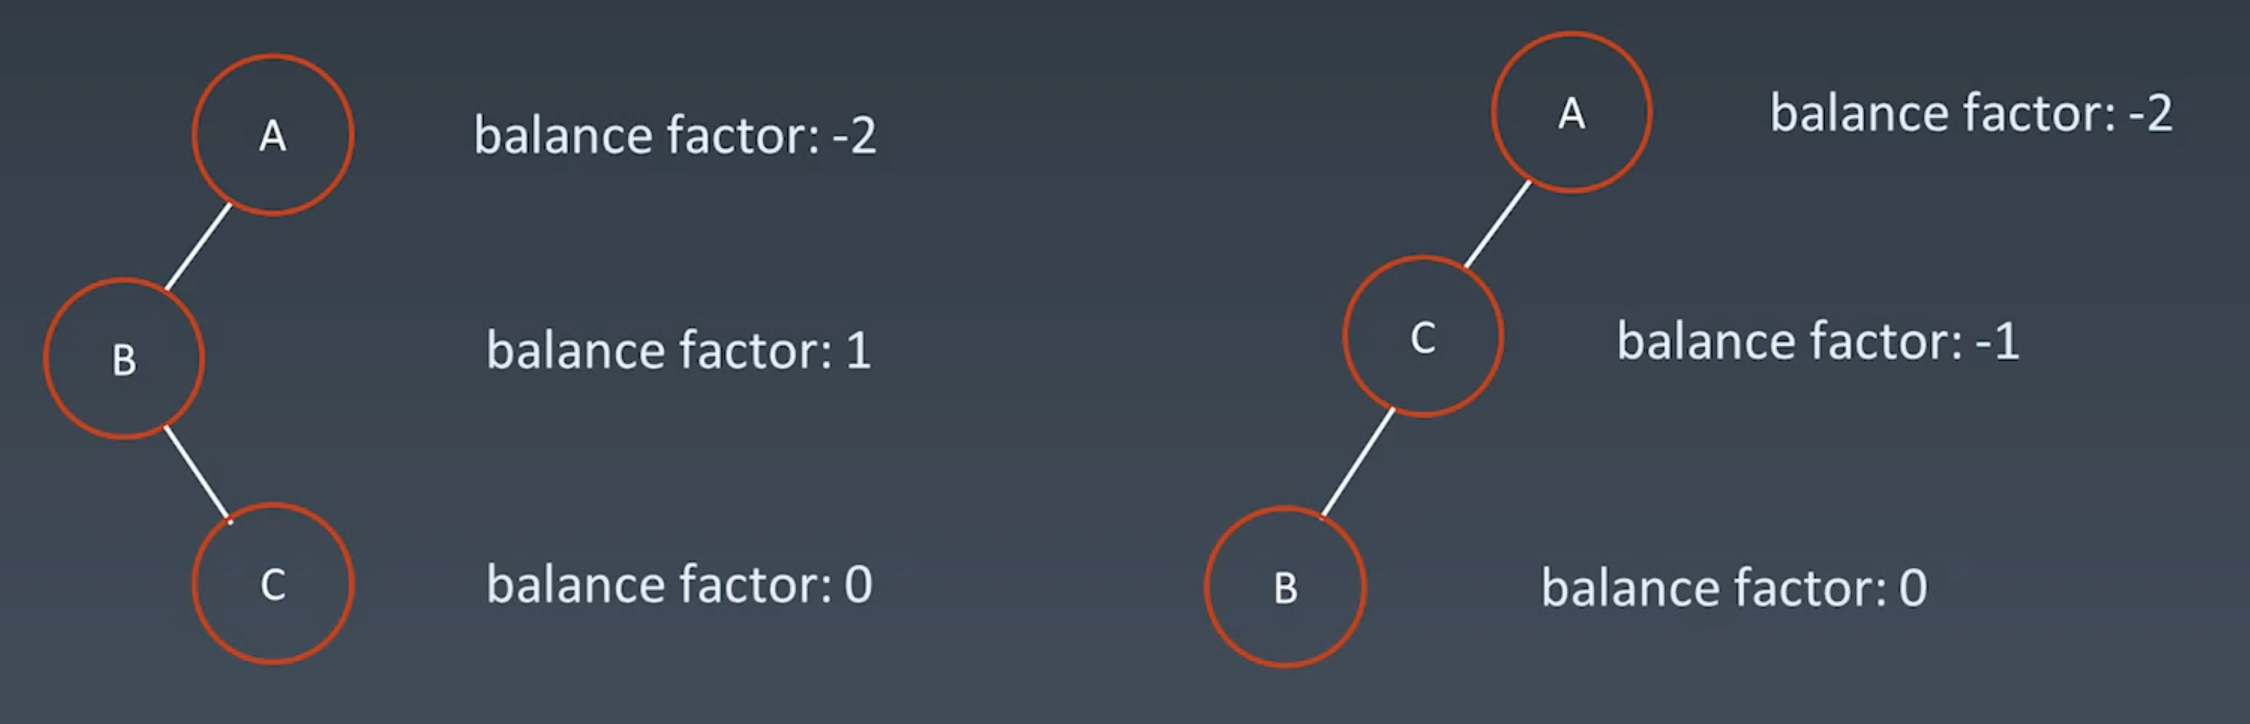 A
balance factor: -2
B
balance factor: 1
C
balance factor: 0
A
balance factor: -2
C
balance factor: -1
B
balance factor: 0